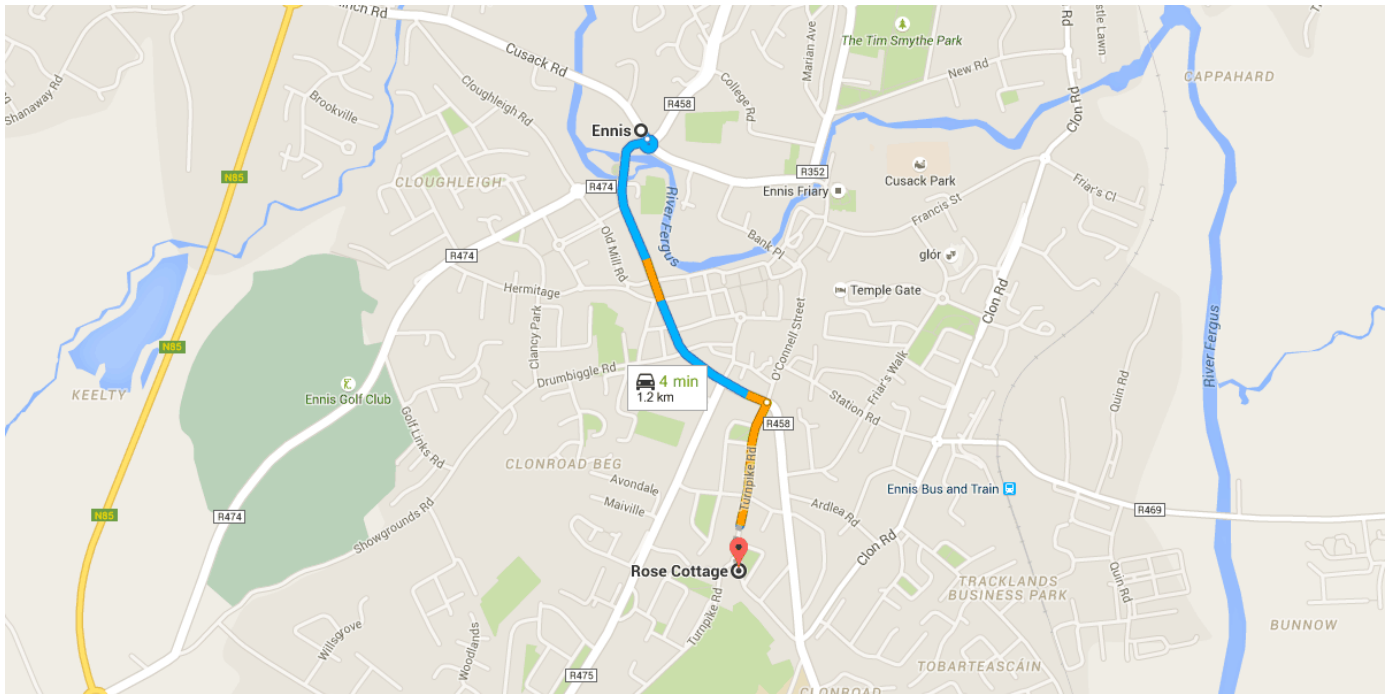 Cusack Rd
R458
College Rd
Marian Ave
The Tim Smythe Park
New Rd
Clon Rd
CAPPAHARD
Shanaway Rd
Brookville
Cloughleigh Rd
Ennis
N85
CLOUGHLEIGH
R474
River Fergus
R352
Ennis Friary
Cusack Park
Francis St
Friar's Cl
Bank Pl
Old Mill Rd
R474
glór
Hermitage
Temple Gate
Clon Rd
O'Connell Street
River Fergus
N85
Clancy Park
Drumbiggle Rd
4 min
1.2 km
Friar's Walk
Station Rd
Quin Rd
KEELTY
Ennis Golf Club
Golf Links Rd
R458
CLONROAD BEG
Turnpike Rd
Avondale
Maiville
Ardlea Rd
Ennis Bus and Train
R469
N85
R474
Showgrounds Rd
Clon Rd
Rose Cottage
TRACKLANDS
BUSINESS PARK
Quin Rd
Turnpike Rd
Willsgrove
Woodlands
BUNNOW
TOBARTEASCÁIN
R475
CLONROAD